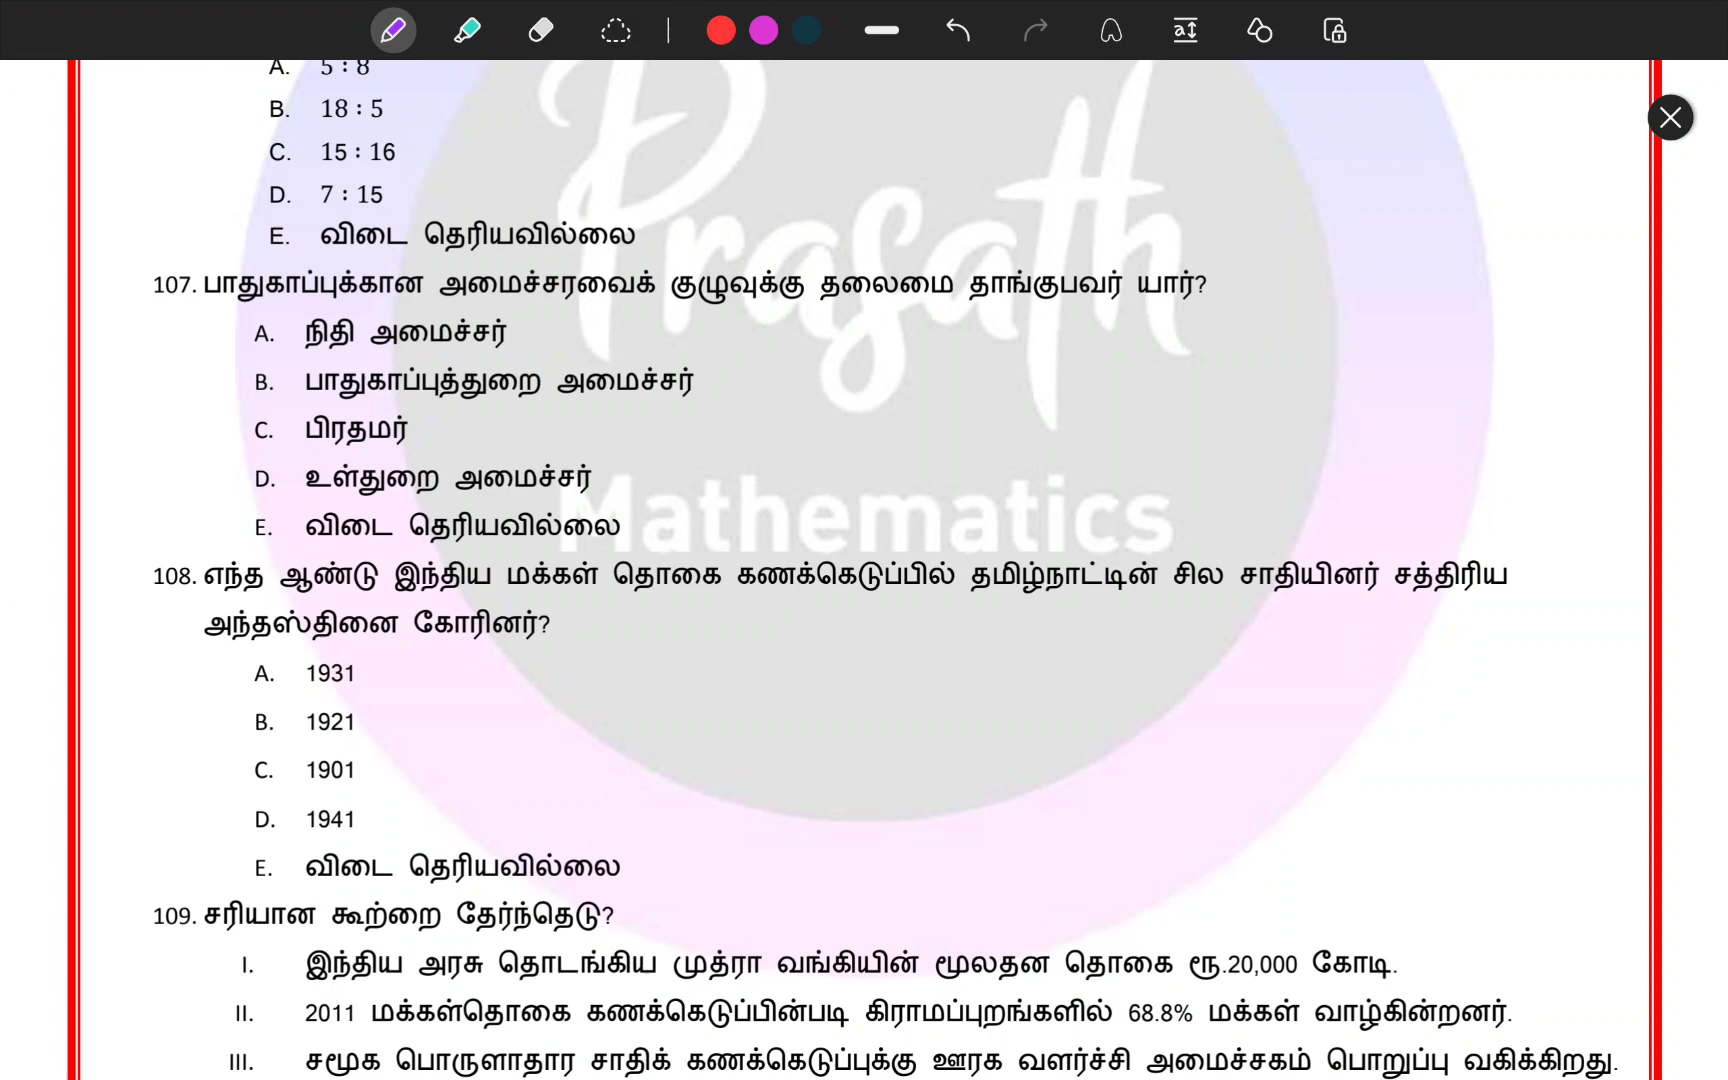 A. 5 : 8
B. 18 : 5
C. 15 : 16
D. 7 : 15
E. விடை தெரியவில்லை
107. பாதுகாப்புக்கான அமைச்சரவைக் குழுவுக்கு தலைமை தாங்குபவர் யார்?
A. நிதி அமைச்சர்
B. பாதுகாப்புத்துறை அமைச்சர்
C. பிரதமர்
D. உள்துறை அமைச்சர்
E. விடை தெரியவில்லை
108. எந்த ஆண்டு இந்திய மக்கள் தொகை கணக்கெடுப்பில் தமிழ்நாட்டின் சில சாதியினர் சத்திரிய
அந்தஸ்தினை கோரினர்?
A. 1931
B. 1921
C. 1901
D. 1941
E. விடை தெரியவில்லை
109. சரியான கூற்றை தேர்ந்தெடு?
I. இந்திய அரசு தொடங்கிய முத்ரா வங்கியின் மூலதன தொகை ரூ.20,000 கோடி.
II. 2011 மக்கள்தொகை கணக்கெடுப்பின்படி கிராமப்புறங்களில் 68.8% மக்கள் வாழ்கின்றனர்.
III. சமூக பொருளாதார சாதிக் கணக்கெடுப்புக்கு ஊரக வளர்ச்சி அமைச்சகம் பொறுப்பு வகிக்கிறது.
Prasath
Mathematics